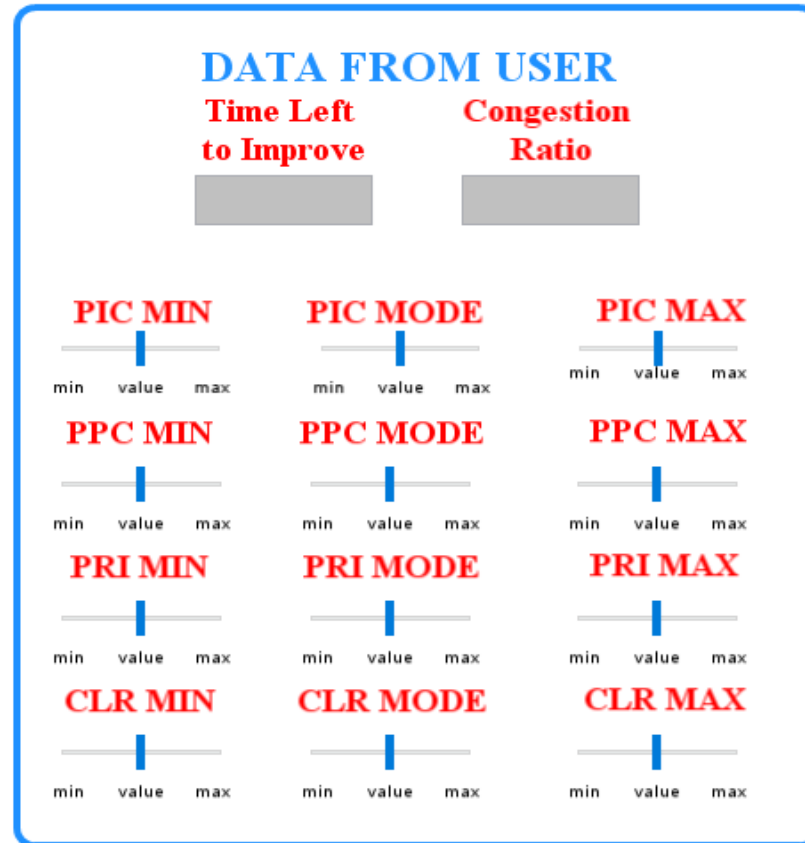 DATA FROM USER
Time Left
to Improve
Congestion
Ratio
PIC MIN PIC MODE PIC MAX
min value max min value max min value max
PPC MIN PPC MODE PPC MAX
min value max min value max min value max
PRI MIN PRI MODE PRI MAX
min value max min value max min value max
CLR MIN CLR MODE CLR MAX
min value max min value max min value max